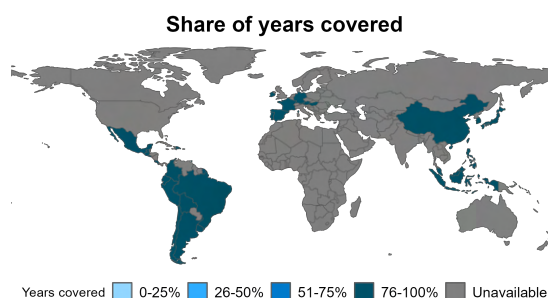 Share of years covered
Years covered 0-25% 26-50% 51-75% 76-100% Unavailable